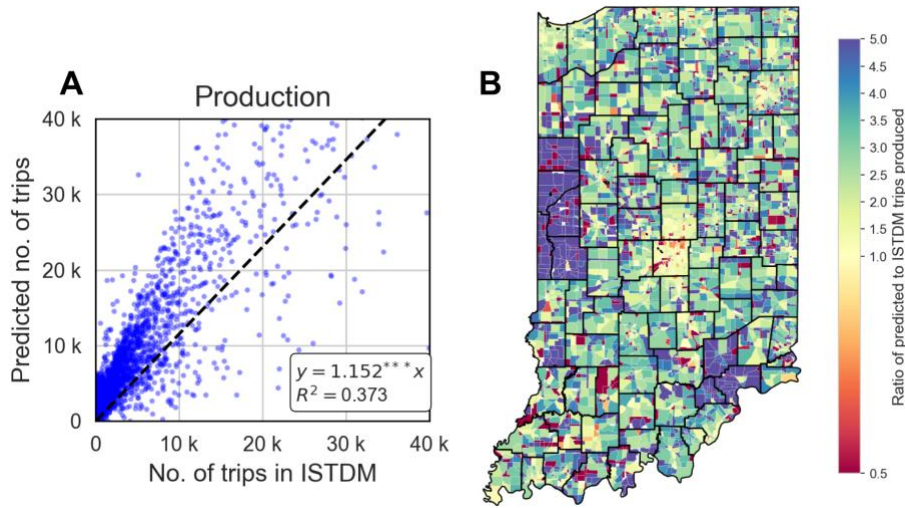 A
Production
Predicted no. of trips
40 k
30 k
20 k
10 k
0
y = 1.152***x
R² = 0.373
0 10 k 20 k 30 k 40 k
No. of trips in ISTDM
B
5.0
4.5
4.0
3.5
3.0
2.5
2.0
1.5
1.0
0.5
Ratio of predicted to ISTDM trips produced